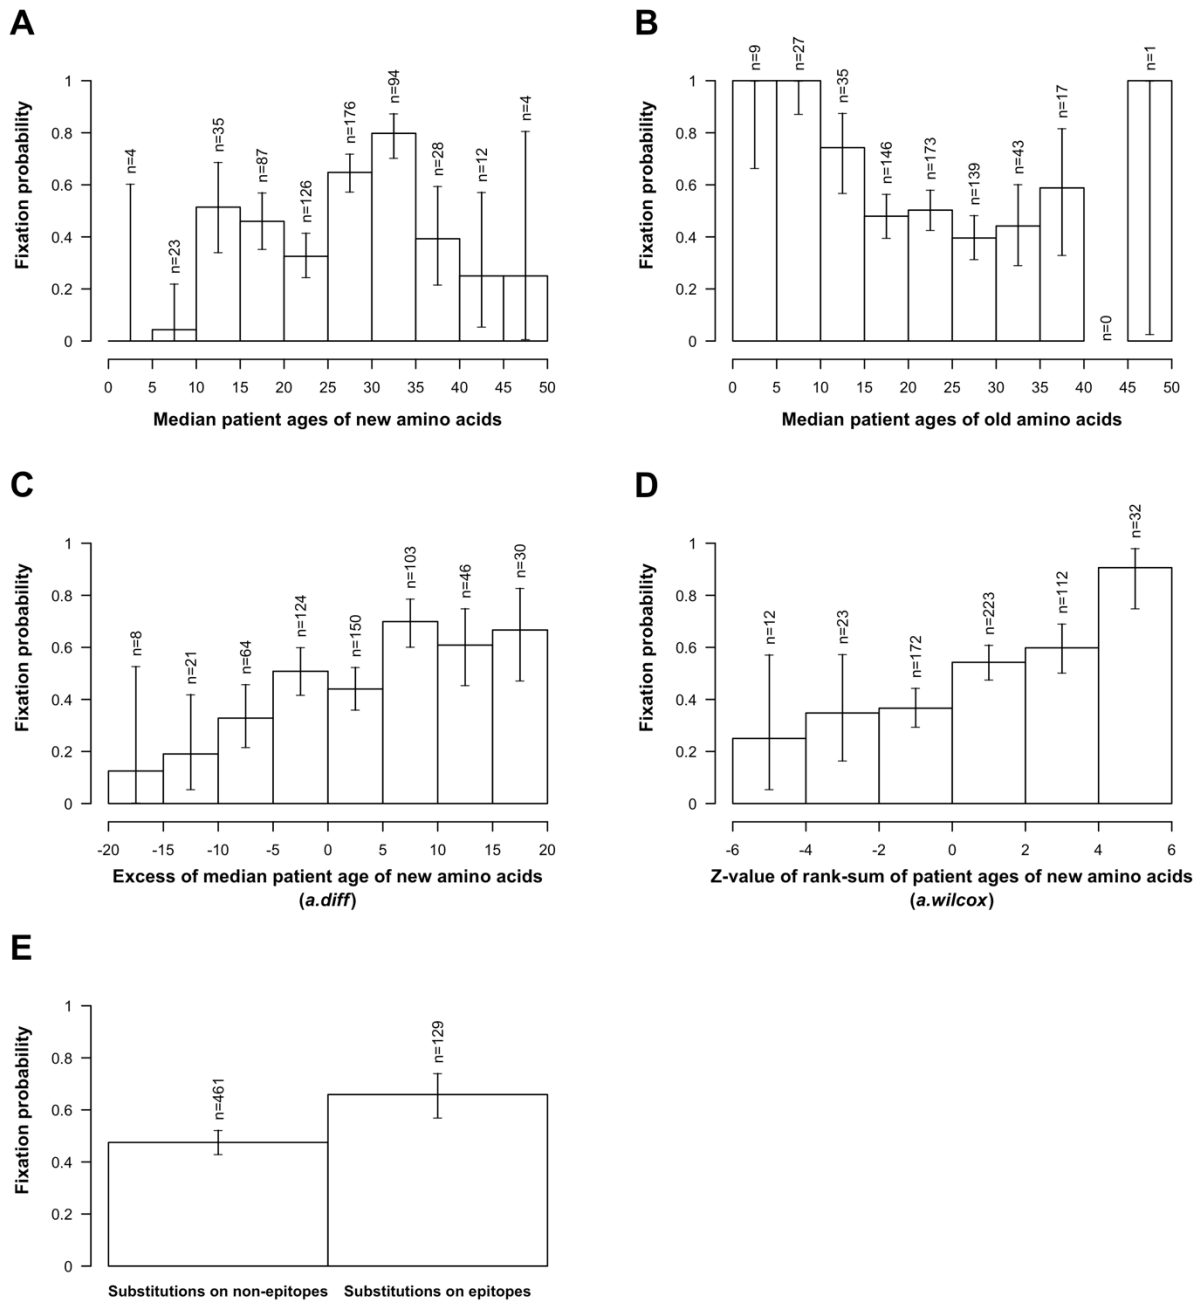 A
Fixation probability
1
0.8
0.6
0.4
0.2
0
n=4
n=23
n=35
n=87
n=126
n=176
n=94
n=28
n=12
n=4
0 5 10 15 20 25 30 35 40 45 50
Median patient ages of new amino acids
B
Fixation probability
1
0.8
0.6
0.4
0.2
0
n=9
n=27
n=35
n=146
n=173
n=139
n=43
n=17
n=0
n=1
0 5 10 15 20 25 30 35 40 45 50
Median patient ages of old amino acids
C
Fixation probability
1
0.8
0.6
0.4
0.2
0
n=8
n=21
n=64
n=124
n=150
n=103
n=46
n=30
-20 -15 -10 -5 0 5 10 15 20
Excess of median patient age of new amino acids
(a.diff)
D
Fixation probability
1
0.8
0.6
0.4
0.2
0
n=12
n=23
n=172
n=223
n=112
n=32
-6 -4 -2 0 2 4 6
Z-value of rank-sum of patient ages of new amino acids
(a.wilcox)
E
Fixation probability
1
0.8
0.6
0.4
0.2
0
n=461
n=129
Substitutions on non-epitopes Substitutions on epitopes